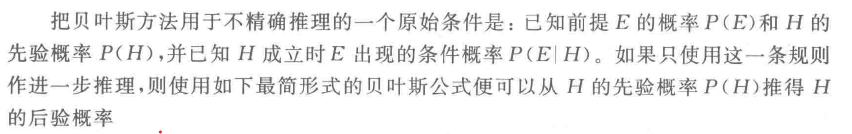 把贝叶斯方法用于不精确推理的一个原始条件是：已知前提 E 的概率 P(E)和 H 的
先验概率 P(H),并已知 H 成立时 E 出现的条件概率 P(E|H)。如果只使用这一条规则
作进一步推理,则使用如下最简形式的贝叶斯公式便可以从 H 的先验概率 P(H)推得 H
的后验概率